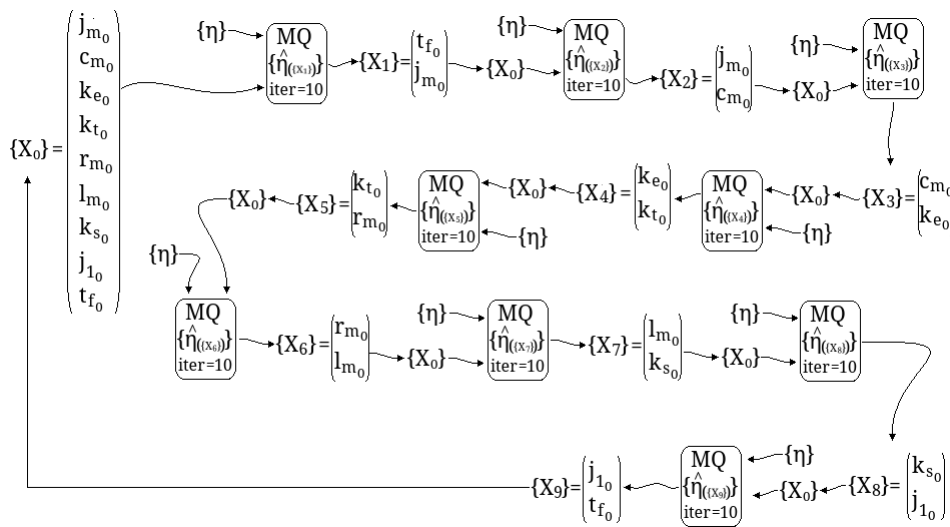 {X₀}=
j_m₀
c_m₀
k_e₀
k_t₀
r_m₀
l_m₀
k_s₀
j_1₀
t_f₀
{η}
MQ
{η̂_({X₁})}
iter=10
{X₁}=
t_f₀
j_m₀
{η}
{X₀}
MQ
{η̂_({X₂})}
iter=10
{X₂}=
j_m₀
c_m₀
{η}
{X₀}
MQ
{η̂_({X₃})}
iter=10
{X₃}=
c_m₀
k_e₀
{X₀}
{η}
MQ
{η̂_({X₄})}
iter=10
{X₄}=
k_e₀
k_t₀
{X₀}
{η}
MQ
{η̂_({X₅})}
iter=10
{X₅}=
k_t₀
r_m₀
{X₀}
{η}
MQ
{η̂_({X₆})}
iter=10
{X₆}=
r_m₀
l_m₀
{η}
{X₀}
MQ
{η̂_({X₇})}
iter=10
{X₇}=
l_m₀
k_s₀
{η}
{X₀}
MQ
{η̂_({X₈})}
iter=10
{X₈}=
k_s₀
j_1₀
{η}
{X₀}
MQ
{η̂_({X₉})}
iter=10
{X₉}=
j_1₀
t_f₀